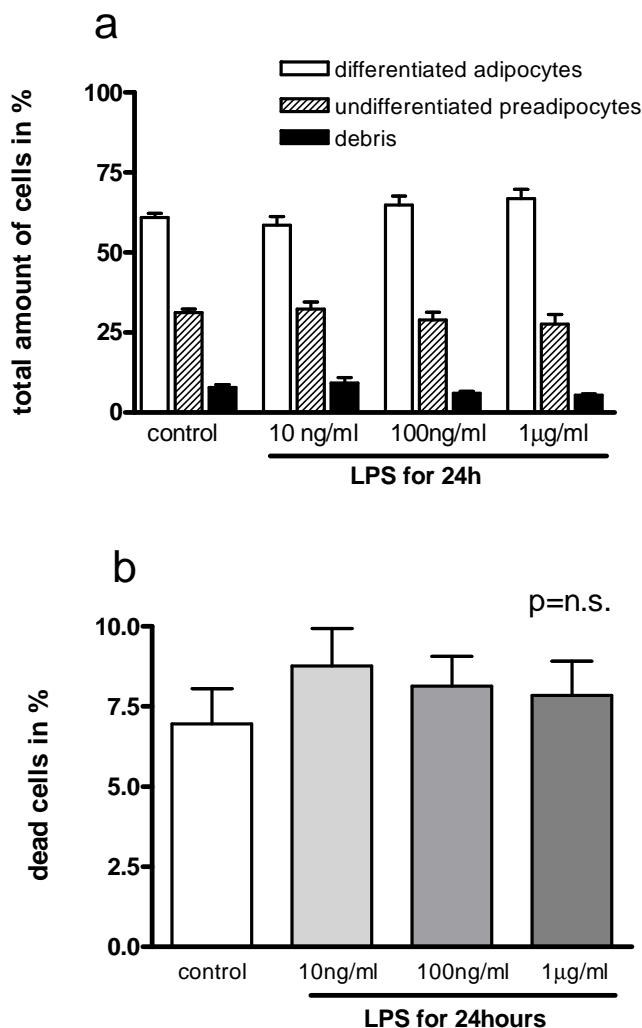 a
differentiated adipocytes
undifferentiated preadipocytes
debris
total amount of cells in %
100
75
50
25
0
control 10 ng/ml 100ng/ml 1µg/ml
LPS for 24h
b
p=n.s.
dead cells in %
10.0
7.5
5.0
2.5
0.0
control 10ng/ml 100ng/ml 1µg/ml
LPS for 24hours